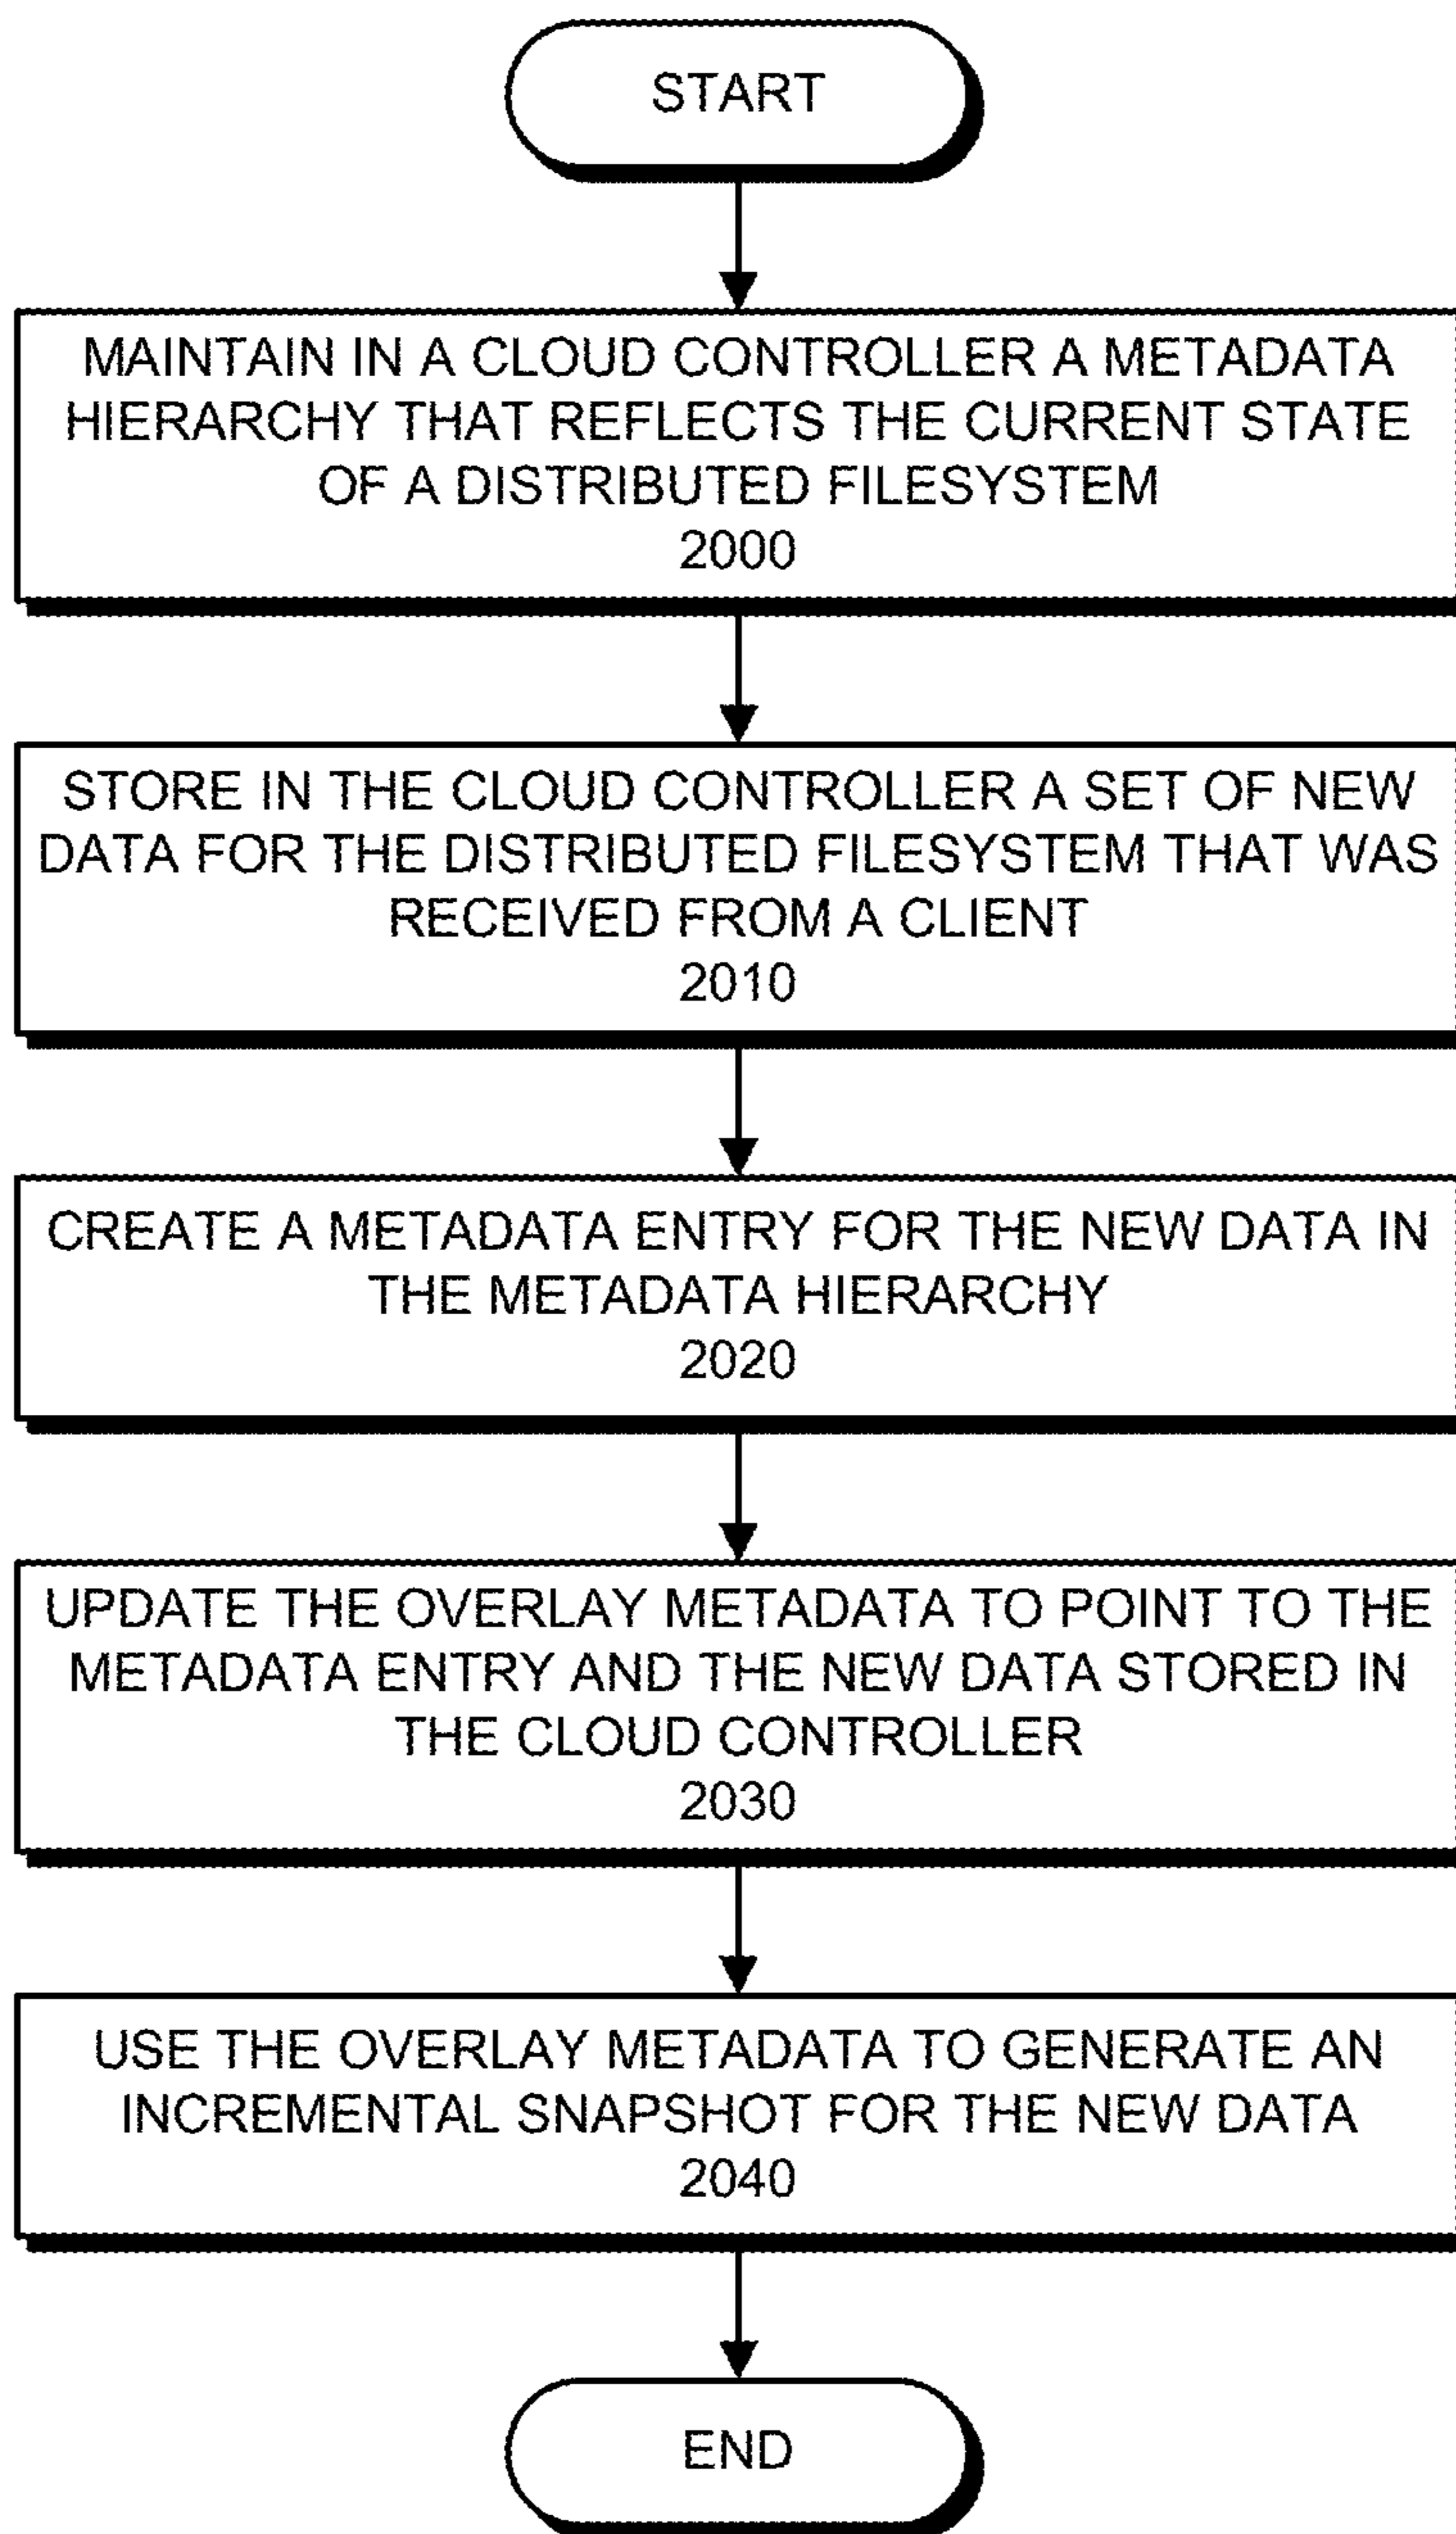 START
MAINTAIN IN A CLOUD CONTROLLER A METADATA
HIERARCHY THAT REFLECTS THE CURRENT STATE
OF A DISTRIBUTED FILESYSTEM
2000
STORE IN THE CLOUD CONTROLLER A SET OF NEW
DATA FOR THE DISTRIBUTED FILESYSTEM THAT WAS
RECEIVED FROM A CLIENT
2010
CREATE A METADATA ENTRY FOR THE NEW DATA IN
THE METADATA HIERARCHY
2020
UPDATE THE OVERLAY METADATA TO POINT TO THE
METADATA ENTRY AND THE NEW DATA STORED IN
THE CLOUD CONTROLLER
2030
USE THE OVERLAY METADATA TO GENERATE AN
INCREMENTAL SNAPSHOT FOR THE NEW DATA
2040
END